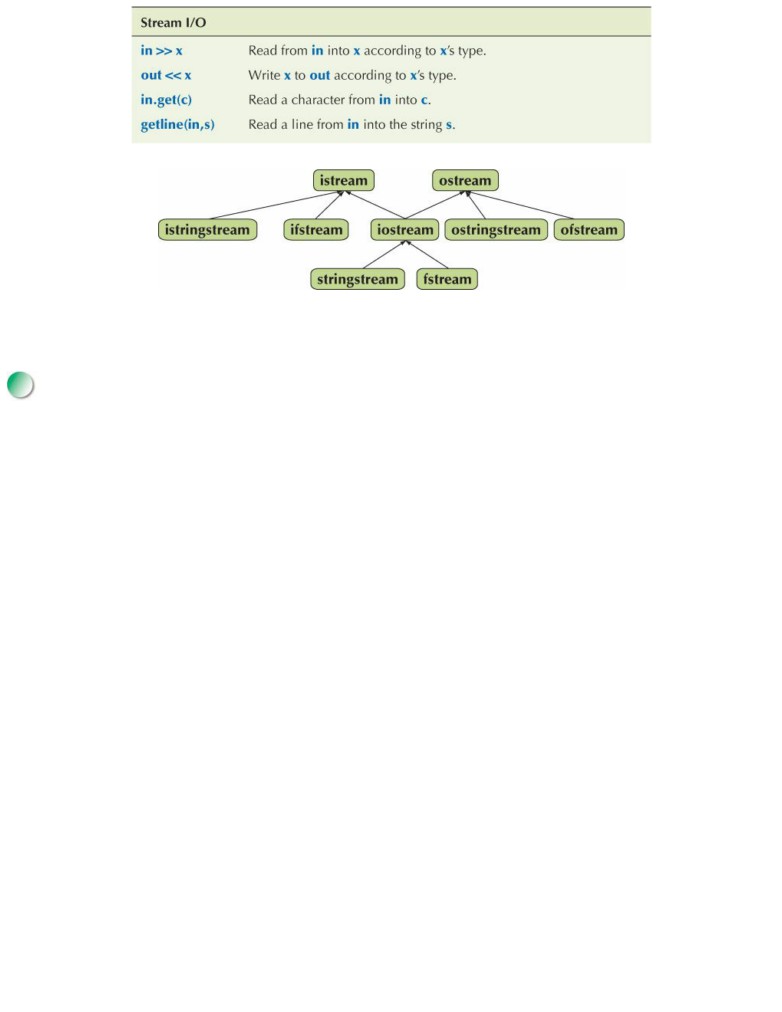 Stream I/O
in >> x Read from in into x according to x's type.
out << x Write x to out according to x's type.
in.get(c) Read a character from in into c.
getline(in,s) Read a line from in into the string s.
istream ostream
istringstream ifstream iostream ostringstream ofstream
stringstream fstream